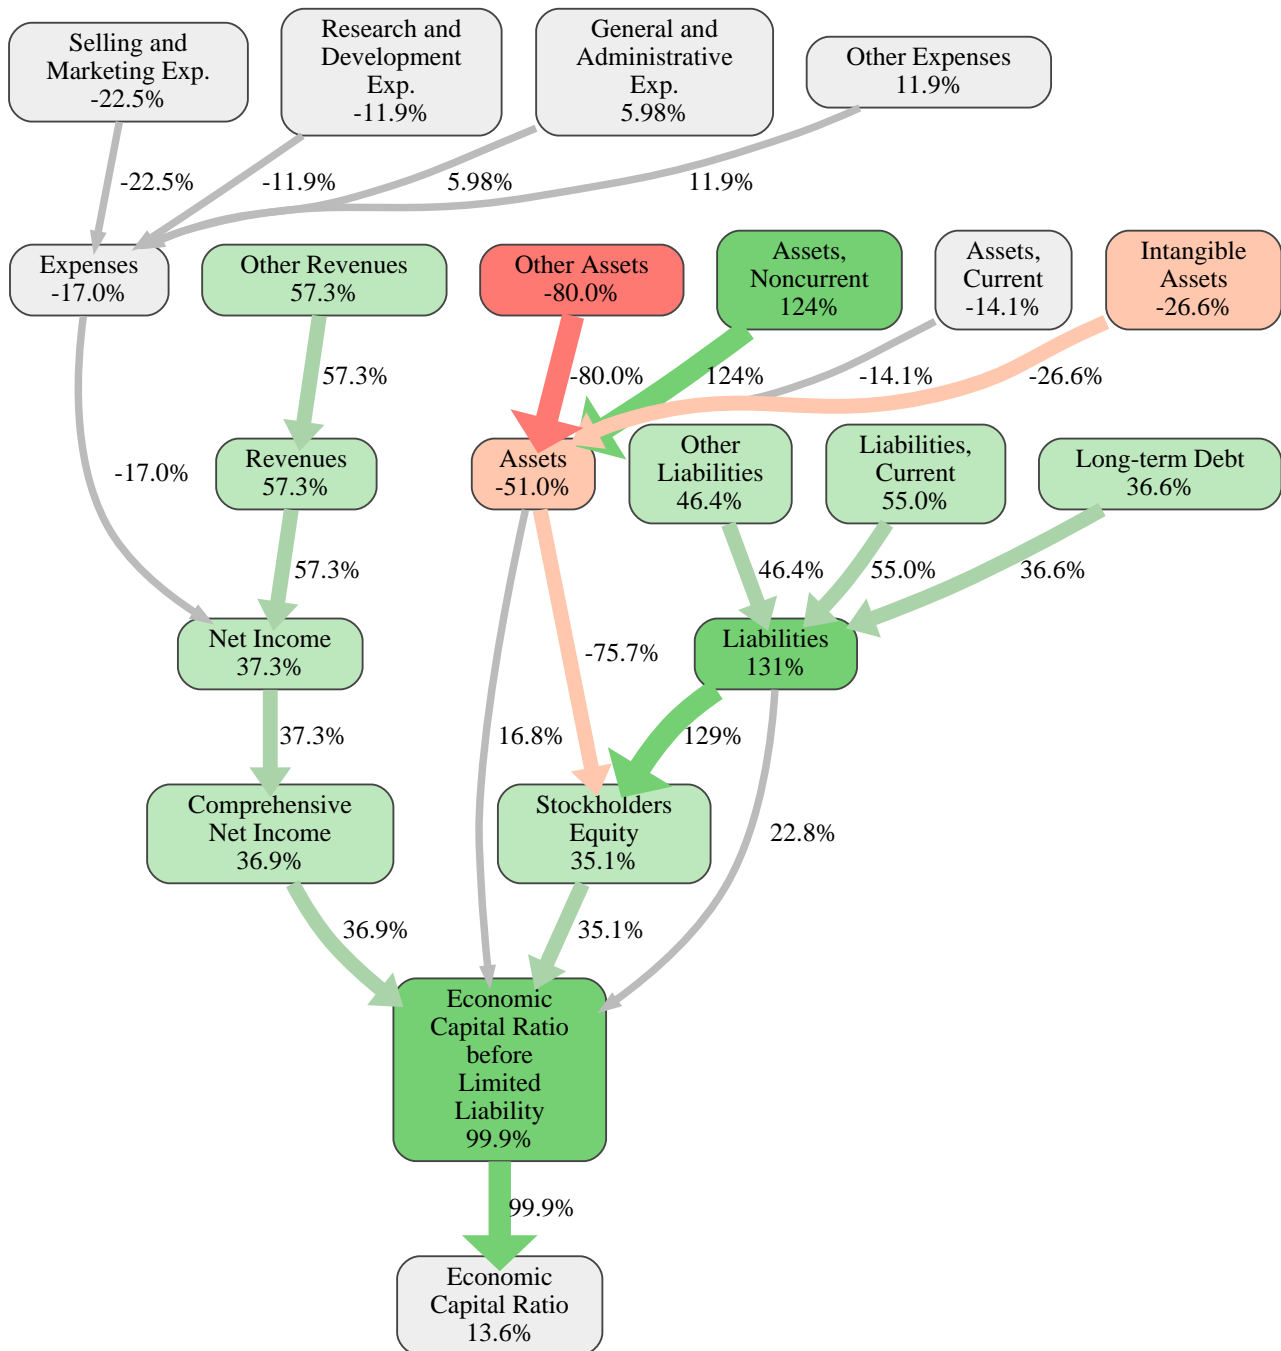 Selling and
Marketing Exp.
-22.5%
Research and
Development
Exp.
-11.9%
General and
Administrative
Exp.
5.98%
Other Expenses
11.9%
-22.5%
-11.9%
5.98%
11.9%
Expenses
-17.0%
Other Revenues
57.3%
Other Assets
-80.0%
Assets,
Noncurrent
124%
Assets,
Current
-14.1%
Intangible
Assets
-26.6%
57.3%
-80.0%
124%
-14.1%
-26.6%
-17.0%
Revenues
57.3%
Assets
-51.0%
Other
Liabilities
46.4%
Liabilities,
Current
55.0%
Long-term Debt
36.6%
57.3%
46.4%
55.0%
36.6%
Net Income
37.3%
-75.7%
Liabilities
131%
37.3%
16.8%
129%
22.8%
Comprehensive
Net Income
36.9%
Stockholders
Equity
35.1%
36.9%
35.1%
Economic
Capital Ratio
before
Limited
Liability
99.9%
99.9%
Economic
Capital Ratio
13.6%